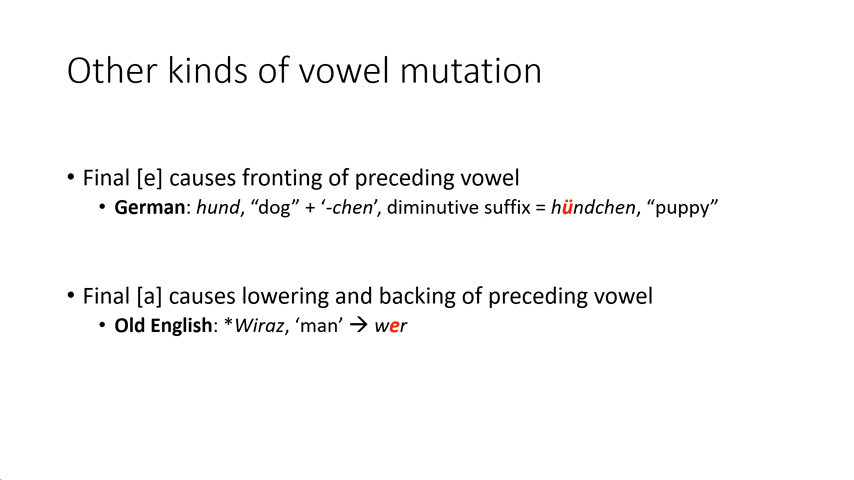 Other kinds of vowel mutation
• Final [e] causes fronting of preceding vowel
• German: hund, “dog” + ‘-chen’, diminutive suffix = hündchen, “puppy”
• Final [a] causes lowering and backing of preceding vowel
• Old English: *Wiraz, ‘man’ → wer